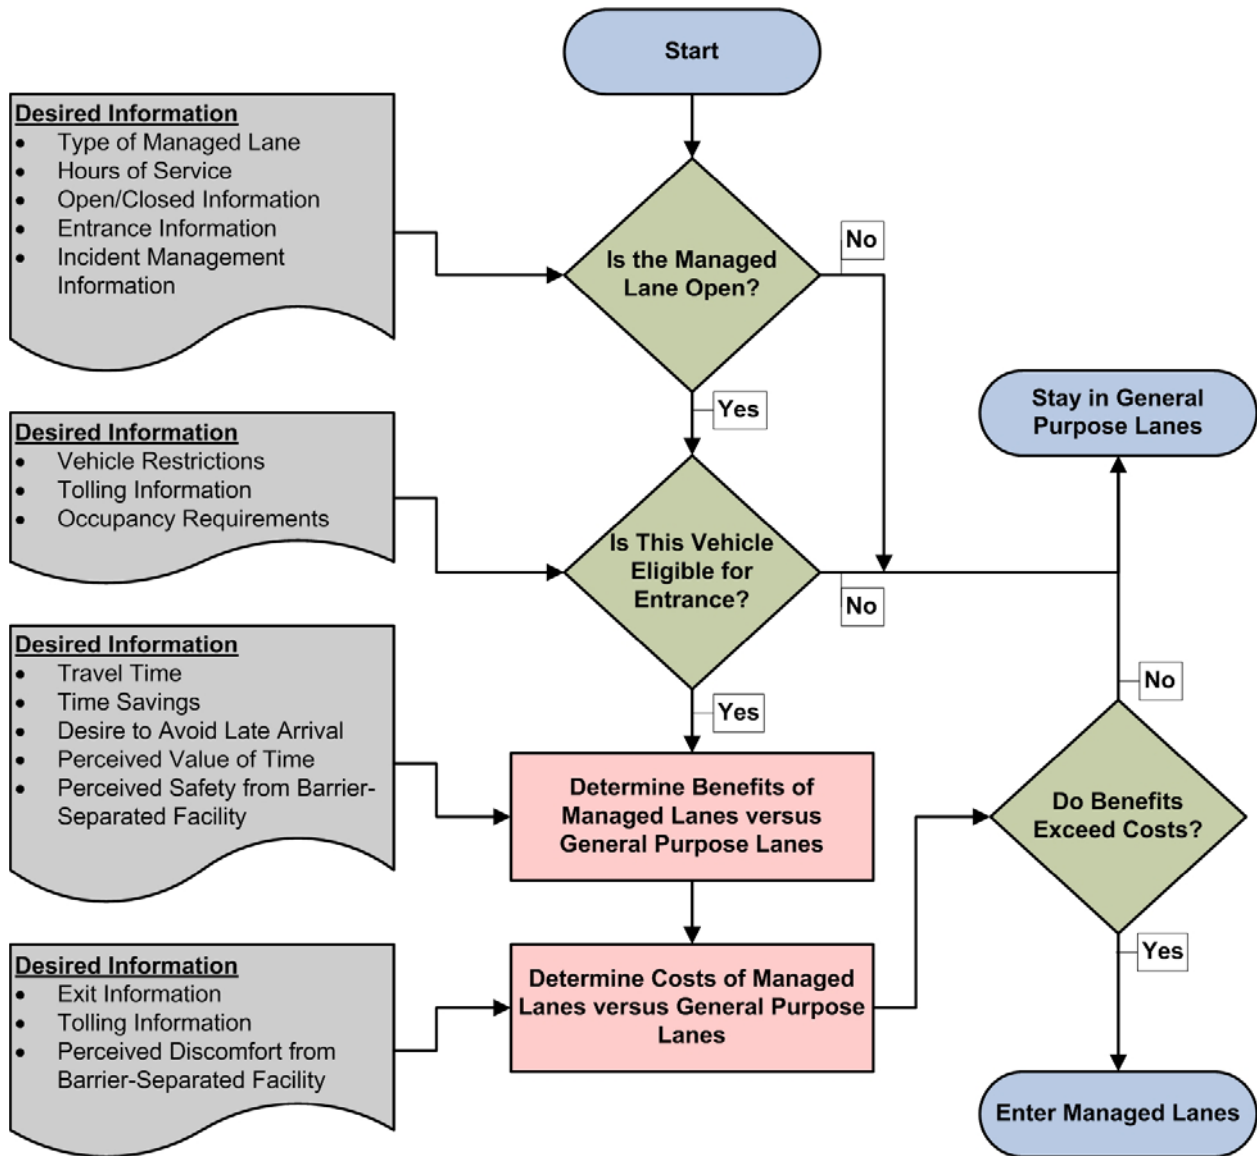 Start
Desired Information
• Type of Managed Lane
• Hours of Service
• Open/Closed Information
• Entrance Information
• Incident Management
Information
Is the Managed
Lane Open?
No
Yes
Desired Information
• Vehicle Restrictions
• Tolling Information
• Occupancy Requirements
Is This Vehicle
Eligible for
Entrance?
No
Yes
Stay in General
Purpose Lanes
Desired Information
• Travel Time
• Time Savings
• Desire to Avoid Late Arrival
• Perceived Value of Time
• Perceived Safety from Barrier-
Separated Facility
Determine Benefits of
Managed Lanes versus
General Purpose Lanes
Desired Information
• Exit Information
• Tolling Information
• Perceived Discomfort from
Barrier-Separated Facility
Determine Costs of Managed
Lanes versus General Purpose
Lanes
Do Benefits
Exceed Costs?
No
Yes
Enter Managed Lanes